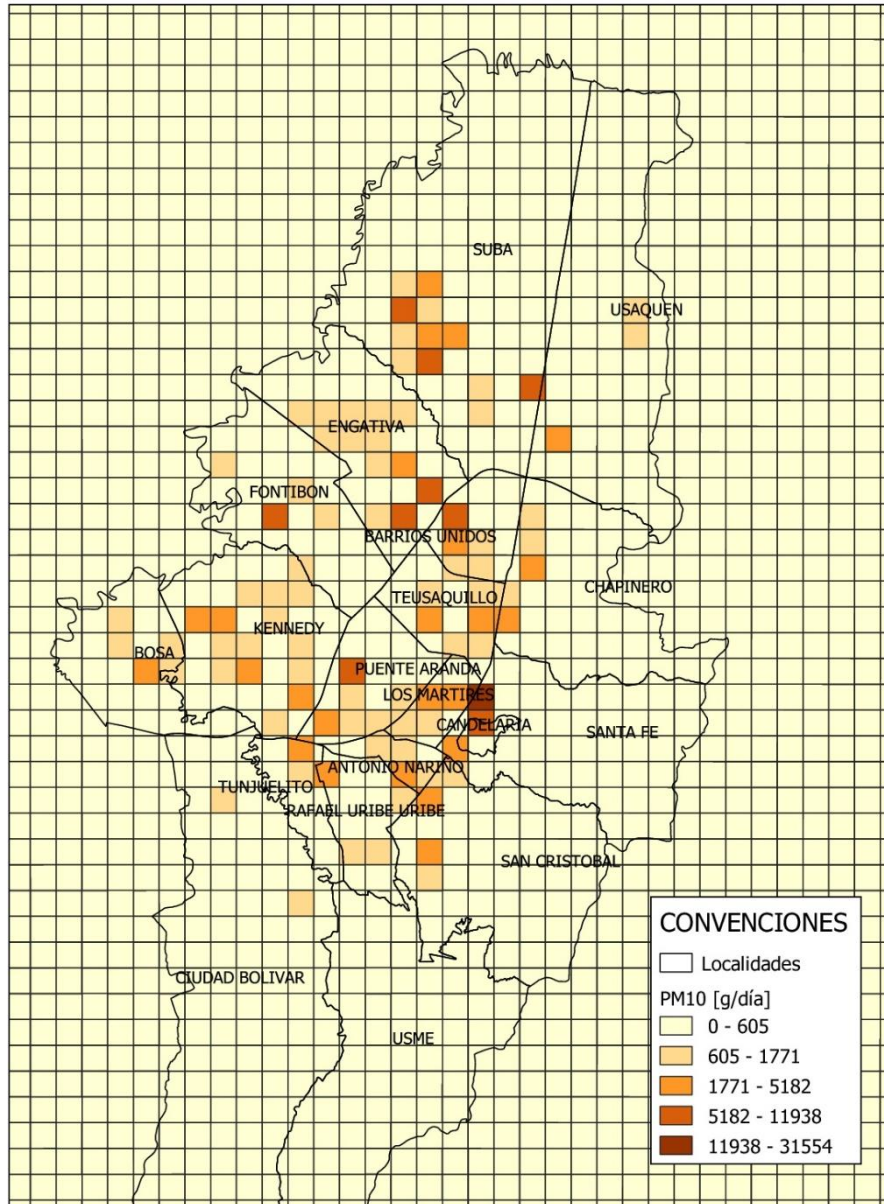 SUBA
USAQUEN
ENGATIVA
FONTIBON
BARRIOS UNIDOS
CHAPINERO
TEUSAQUILLO
KENNEDY
BOSA
PUENTE ARANDA
LOS MARTIRES
CANDELARIA
SANTA FE
ANTONIO NARIÑO
TUNJUELITO
RAFAEL URIBE URIBE
SAN CRISTOBAL
CIUDAD BOLIVAR
USME
CONVENCIONES
Localidades
PM10 [g/día]
0 - 605
605 - 1771
1771 - 5182
5182 - 11938
11938 - 31554